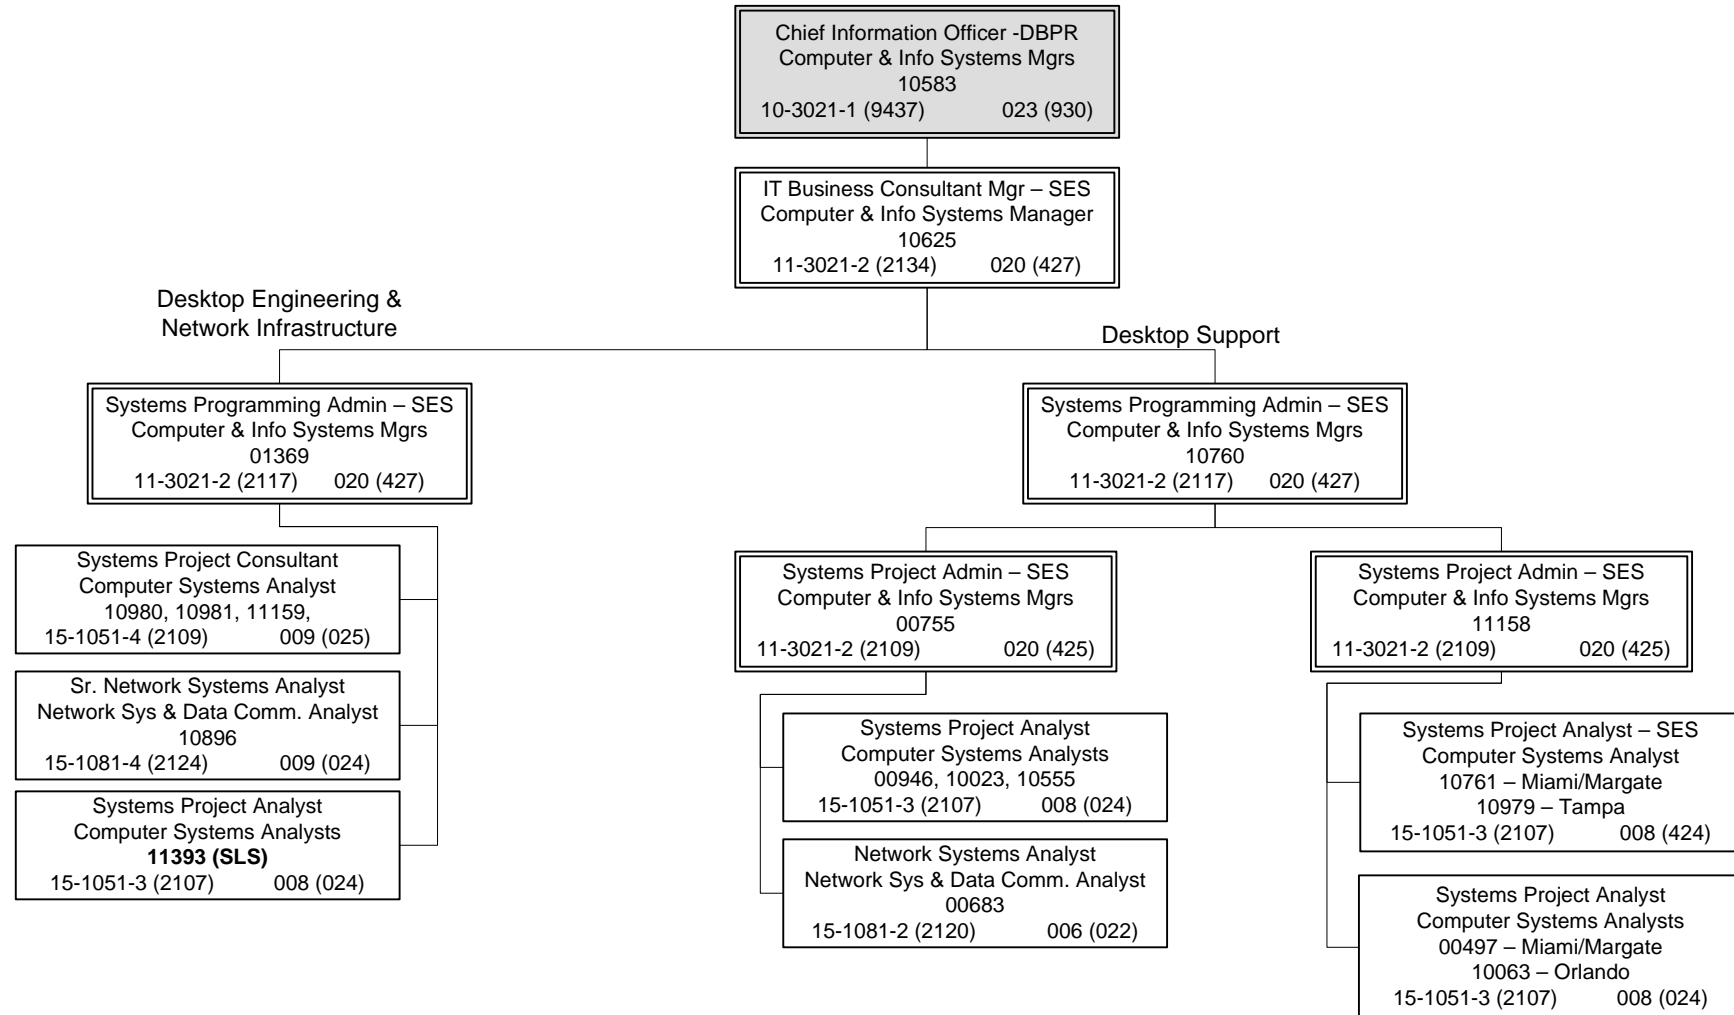 Chief Information Officer -DBPR
Computer & Info Systems Mgrs
10583
10-3021-1 (9437) 023 (930)
IT Business Consultant Mgr – SES
Computer & Info Systems Manager
10625
11-3021-2 (2134) 020 (427)
Desktop Engineering &
Network Infrastructure
Desktop Support
Systems Programming Admin – SES
Computer & Info Systems Mgrs
01369
11-3021-2 (2117) 020 (427)
Systems Programming Admin – SES
Computer & Info Systems Mgrs
10760
11-3021-2 (2117) 020 (427)
Systems Project Consultant
Computer Systems Analyst
10980, 10981, 11159,
15-1051-4 (2109) 009 (025)
Sr. Network Systems Analyst
Network Sys & Data Comm. Analyst
10896
15-1081-4 (2124) 009 (024)
Systems Project Analyst
Computer Systems Analysts
11393 (SLS)
15-1051-3 (2107) 008 (024)
Systems Project Admin – SES
Computer & Info Systems Mgrs
00755
11-3021-2 (2109) 020 (425)
Systems Project Analyst
Computer Systems Analysts
00946, 10023, 10555
15-1051-3 (2107) 008 (024)
Network Systems Analyst
Network Sys & Data Comm. Analyst
00683
15-1081-2 (2120) 006 (022)
Systems Project Admin – SES
Computer & Info Systems Mgrs
11158
11-3021-2 (2109) 020 (425)
Systems Project Analyst – SES
Computer Systems Analyst
10761 – Miami/Margate
10979 – Tampa
15-1051-3 (2107) 008 (424)
Systems Project Analyst
Computer Systems Analysts
00497 – Miami/Margate
10063 – Orlando
15-1051-3 (2107) 008 (024)